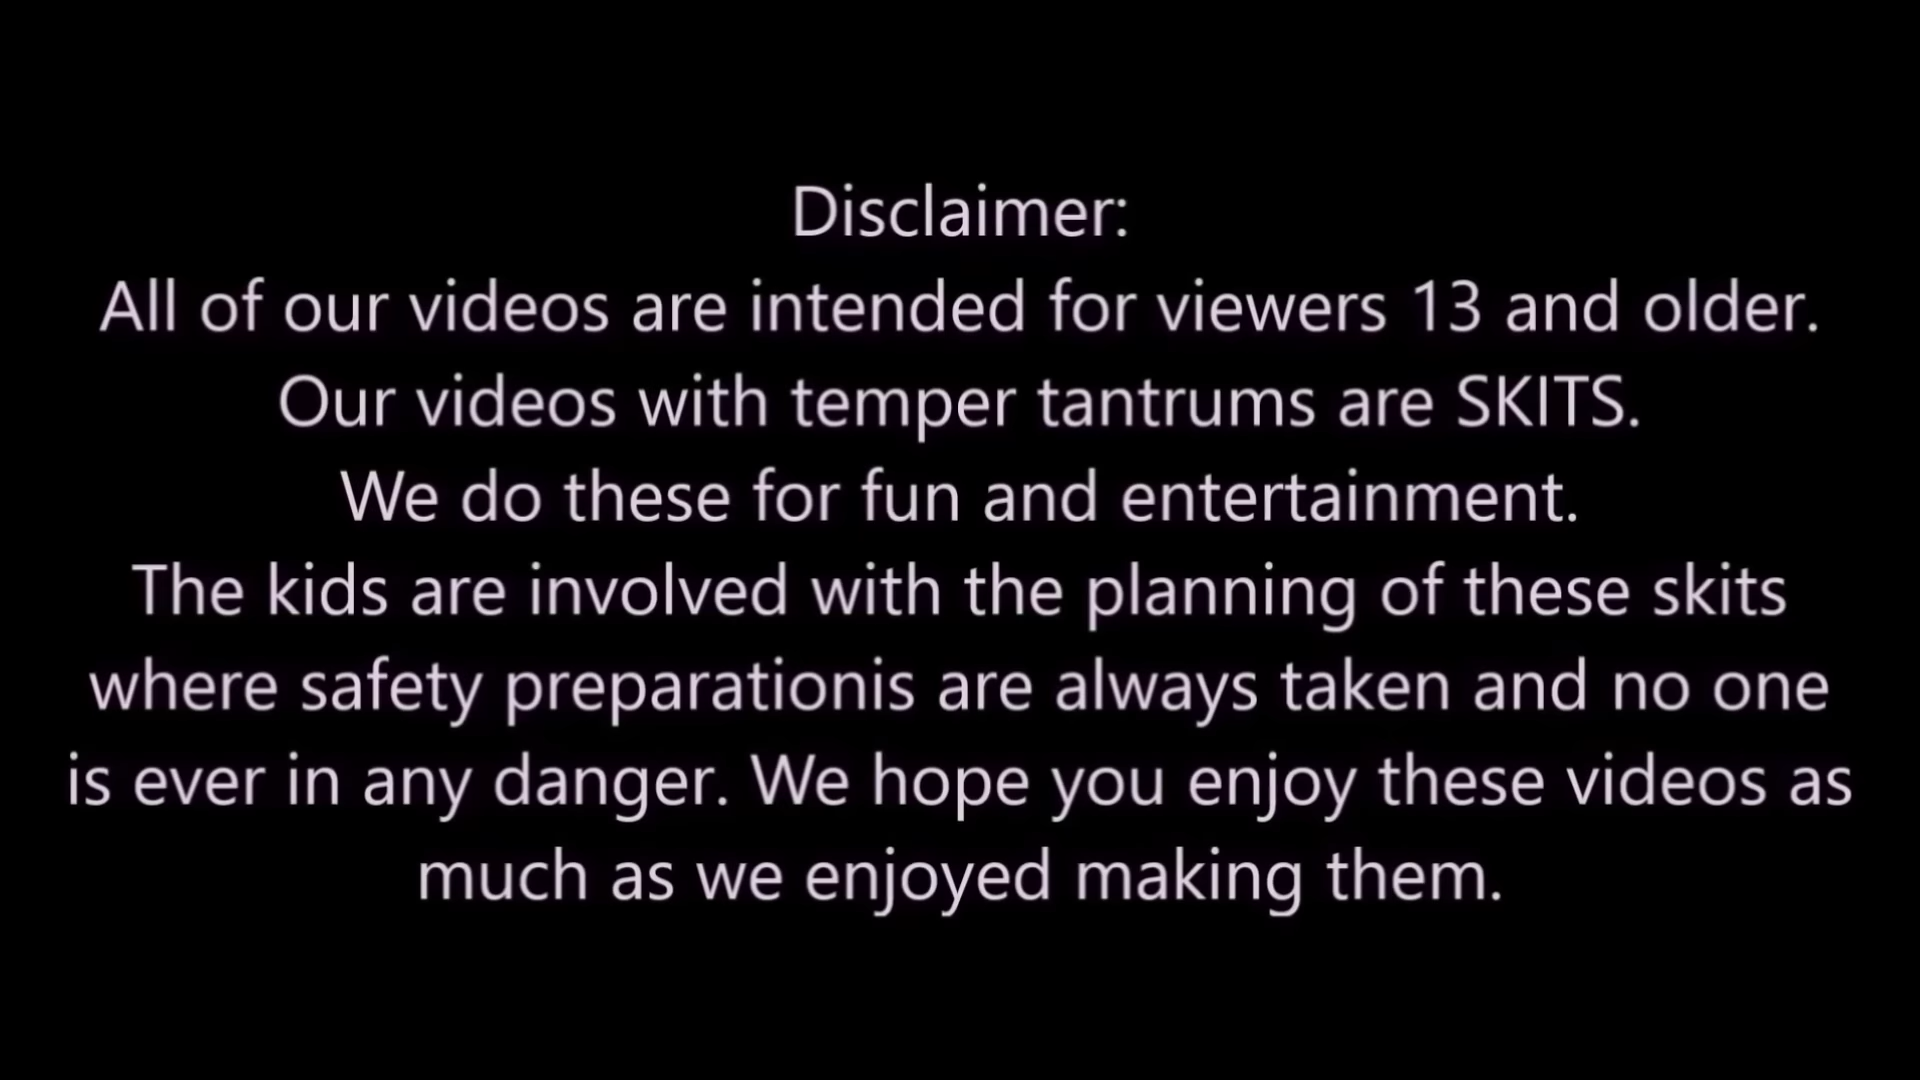 Disclaimer:
All of our videos are intended for viewers 13 and older.
Our videos with temper tantrums are SKITS.
We do these for fun and entertainment.
The kids are involved with the planning of these skits
where safety preparationis are always taken and no one
is ever in any danger. We hope you enjoy these videos as
much as we enjoyed making them.